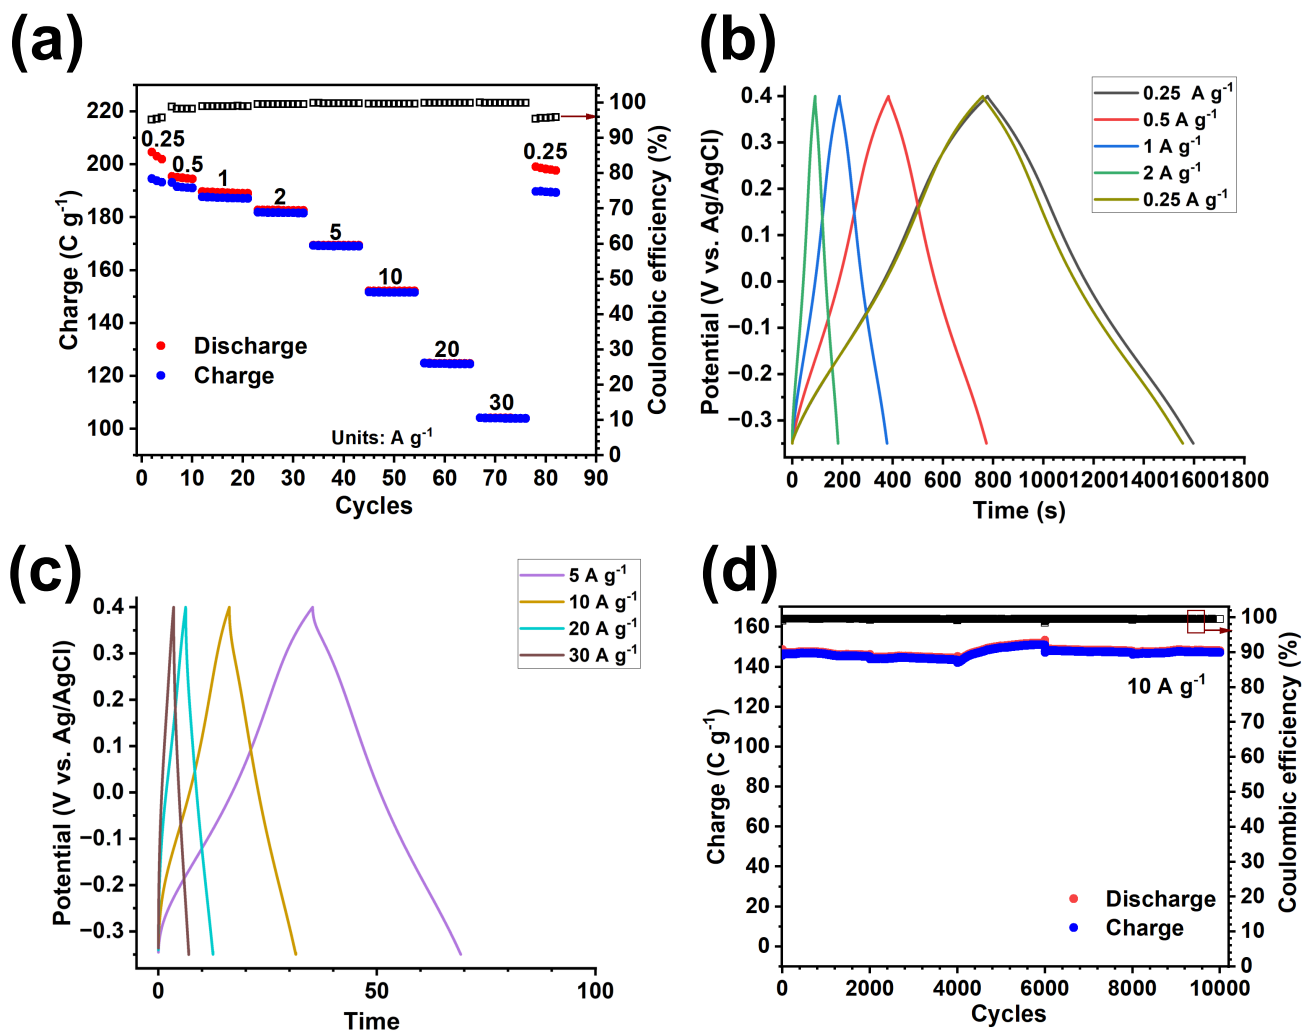 (a)
220
200
180
160
140
120
100
Charge (C g⁻¹)
0.25
0.5
1
2
5
10
20
30
0.25
Discharge
Charge
Units: A g⁻¹
100
90
80
70
60
50
40
30
20
10
0
Coulombic efficiency (%)
0 10 20 30 40 50 60 70 80 90
Cycles
(b)
0.4
0.3
0.2
0.1
0.0
−0.1
−0.2
−0.3
Potential (V vs. Ag/AgCl)
0.25 A g⁻¹
0.5 A g⁻¹
1 A g⁻¹
2 A g⁻¹
0.25 A g⁻¹
0 200 400 600 800 1000 1200 1400 1600 1800
Time (s)
(c)
0.4
0.3
0.2
0.1
0.0
−0.1
−0.2
−0.3
Potential (V vs. Ag/AgCl)
5 A g⁻¹
10 A g⁻¹
20 A g⁻¹
30 A g⁻¹
0 50 100
Time
(d)
160
140
120
100
80
60
40
20
0
Charge (C g⁻¹)
10 A g⁻¹
Discharge
Charge
100
90
80
70
60
50
40
30
20
10
0
Coulombic efficiency (%)
0 2000 4000 6000 8000 10000
Cycles